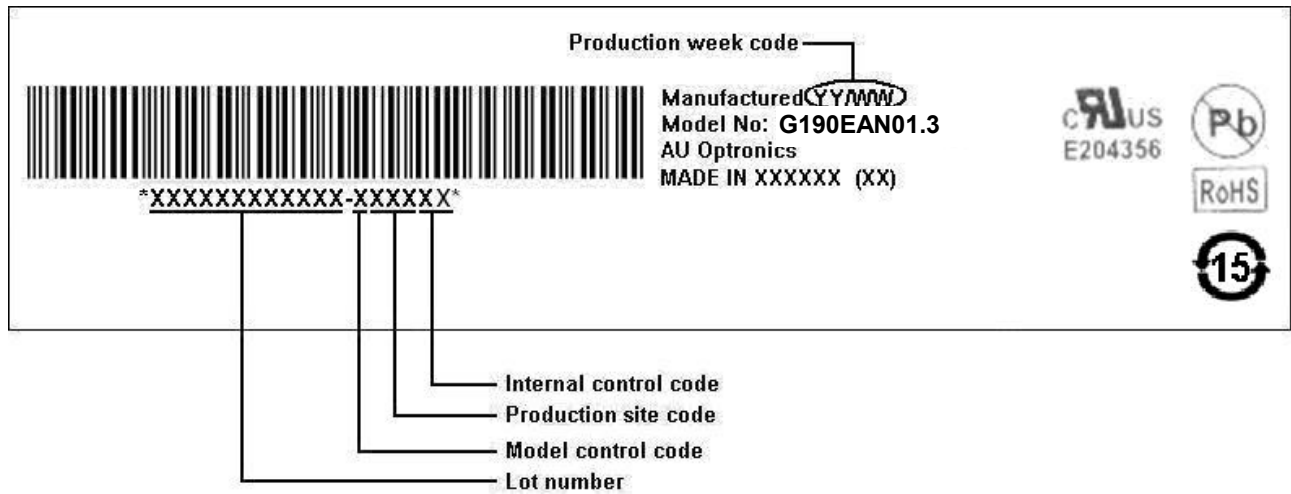 Production week code
Manufactured YY/WW
Model No: G190EAN01.3
AU Optronics
MADE IN XXXXXX (XX)
*XXXXXXXXXXXX-XXXXXX*
c RU US
E204356
Pb
RoHS
15
Internal control code
Production site code
Model control code
Lot number